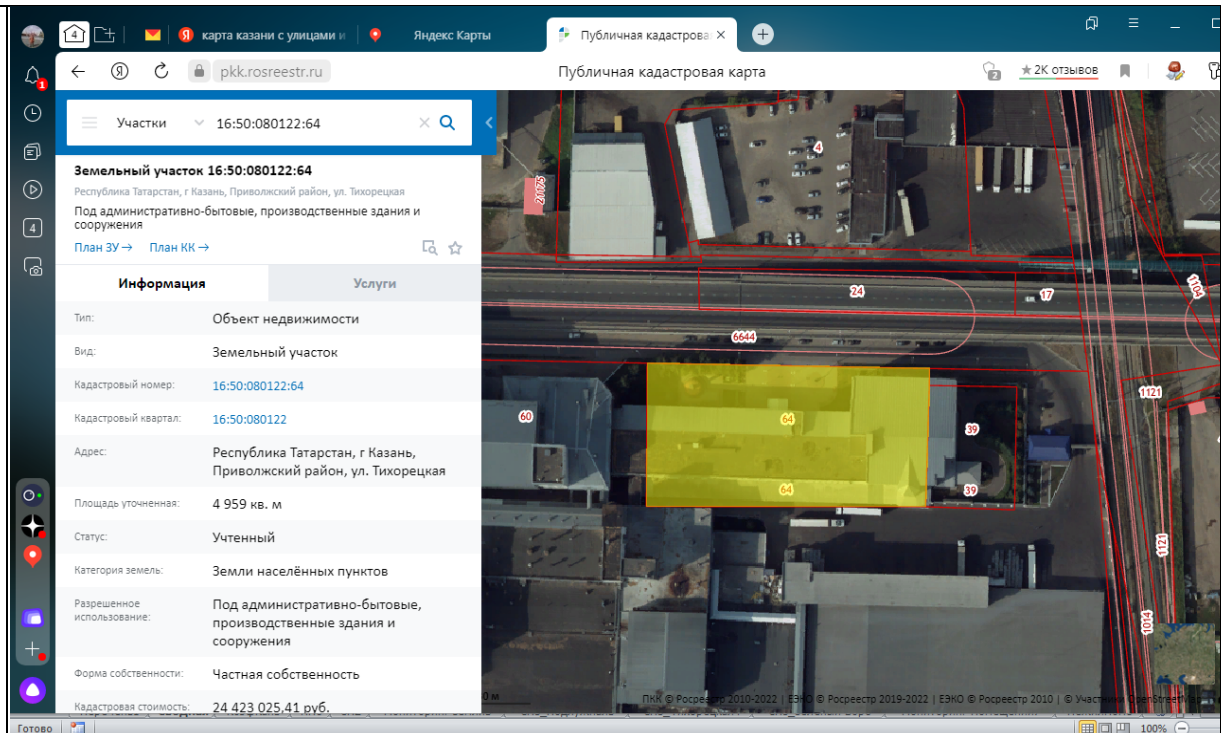 4
карта казани с улицами и
Яндекс Карты
Публичная кадастрова
pkk.rosreestr.ru
Публичная кадастровая карта
2
★ 2K отзывов
1
Участки
16:50:080122:64
Земельный участок 16:50:080122:64
Республика Татарстан, г Казань, Приволжский район, ул. Тихорецкая
Под административно-бытовые, производственные здания и
сооружения
План ЗУ →
План КК →
4
Информация
Услуги
Тип:
Объект недвижимости
Вид:
Земельный участок
Кадастровый номер:
16:50:080122:64
Кадастровый квартал:
16:50:080122
Адрес:
Республика Татарстан, г Казань,
Приволжский район, ул. Тихорецкая
Площадь уточненная:
4 959 кв. м
Статус:
Учтенный
Категория земель:
Земли населённых пунктов
Разрешенное
использование:
Под административно-бытовые,
производственные здания и
сооружения
Форма собственности:
Частная собственность
Кадастровая стоимость:
24 423 025,41 руб.
4
21175
24
17
1104
6644
1121
60
64
39
64
39
1121
1014
ПКК © Росреестр 2010-2022 | ЕЭКО © Росреестр 2019-2022 | ЕЭКО © Росреестр 2010 | © Участники OpenStreetMap
Готово
100%